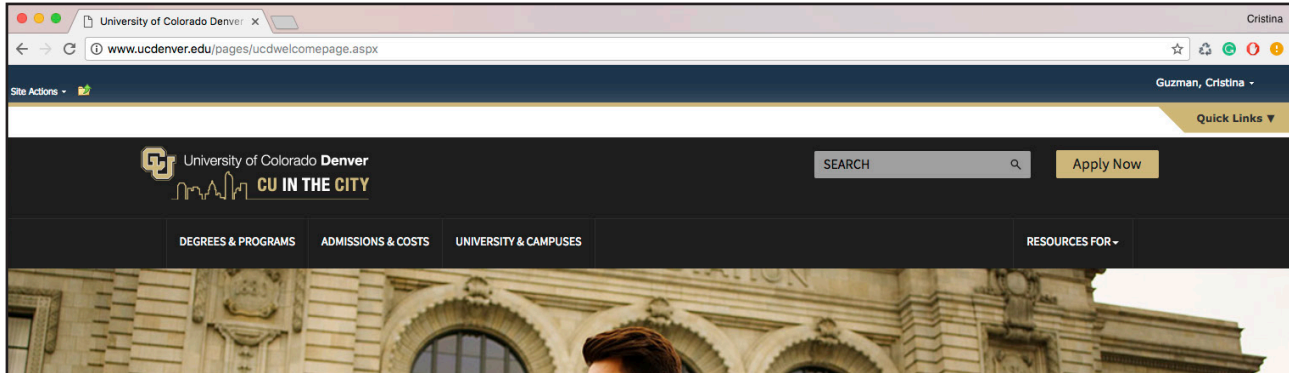 University of Colorado Denver
Cristina
www.ucdenver.edu/pages/ucdwelcomepage.aspx
Site Actions
Guzman, Cristina
Quick Links
CU
University of Colorado Denver
CU IN THE CITY
SEARCH
Apply Now
DEGREES & PROGRAMS
ADMISSIONS & COSTS
UNIVERSITY & CAMPUSES
RESOURCES FOR